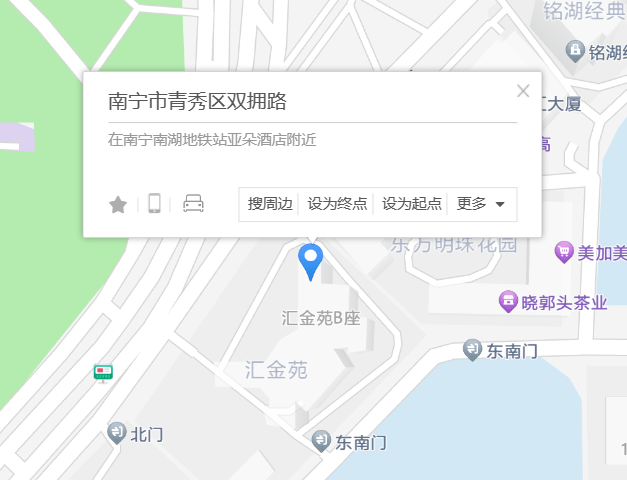 铭湖经典
铭湖
南宁市青秀区双拥路
汇大厦
在南宁南湖地铁站亚朵酒店附近
高
搜周边
设为终点
设为起点
更多
东方明珠花园
美加美
晓郭头茶业
汇金苑B座
东南门
汇金苑
北门
东南门
1